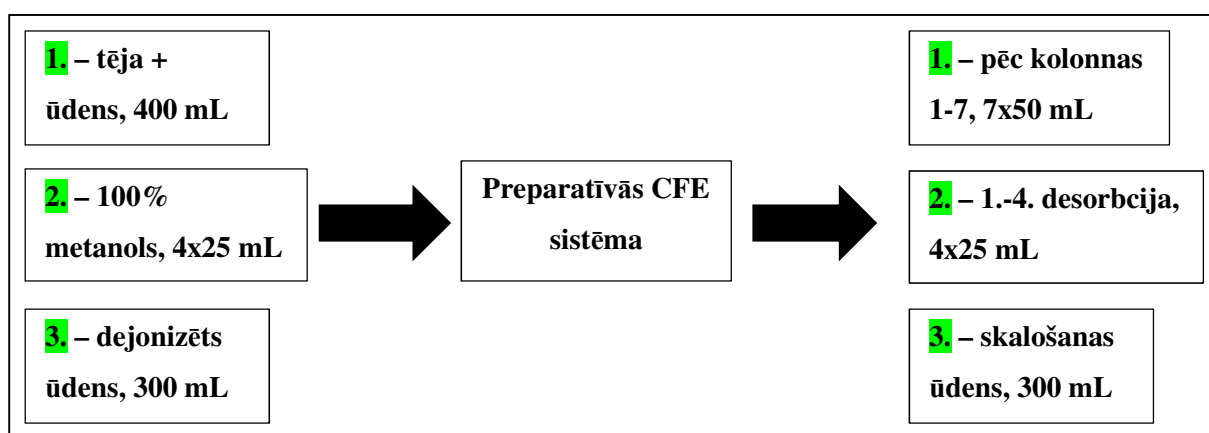 1. – tēja +
ūdens, 400 mL
2. – 100%
metanols, 4x25 mL
3. – dejonizēts
ūdens, 300 mL
Preparatīvās CFE
sistēma
1. – pēc kolonnas
1-7, 7x50 mL
2. – 1.-4. desorbcija,
4x25 mL
3. – skalošanas
ūdens, 300 mL